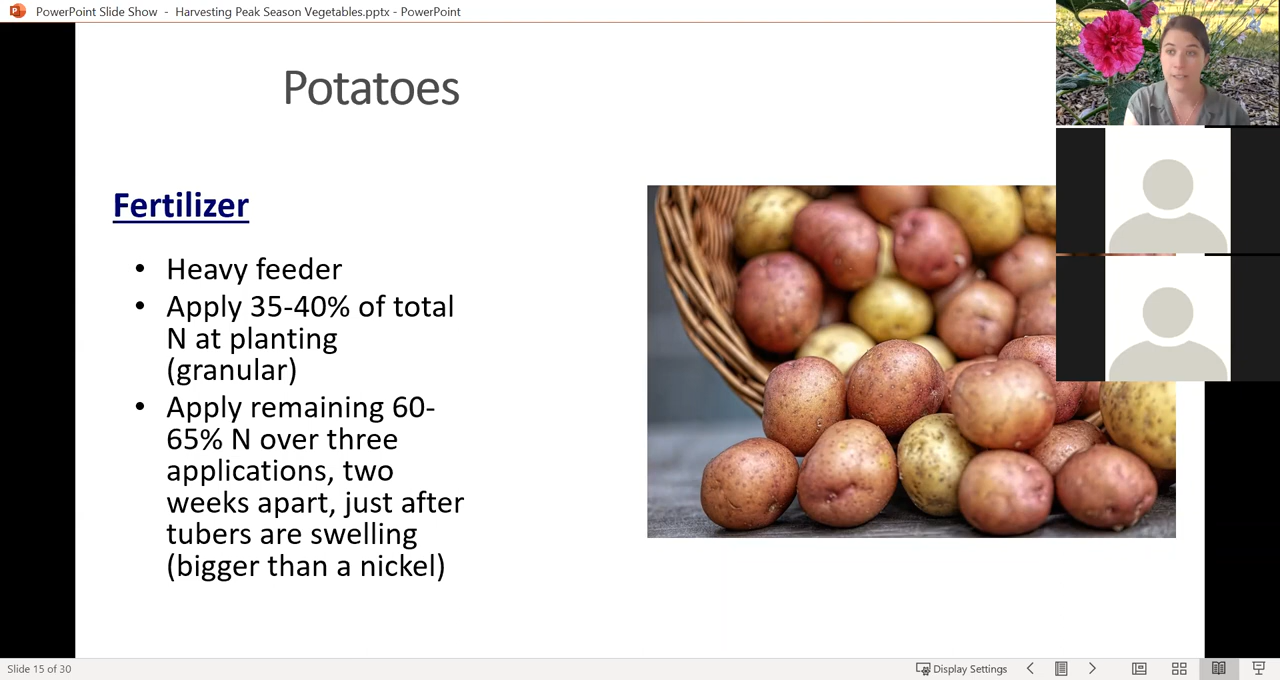 PowerPoint Slide Show - Harvesting Peak Season Vegetables.pptx - PowerPoint
Potatoes
Fertilizer
• Heavy feeder
• Apply 35-40% of total
N at planting
(granular)
• Apply remaining 60-
65% N over three
applications, two
weeks apart, just after
tubers are swelling
(bigger than a nickel)
Slide 15 of 30
Display Settings